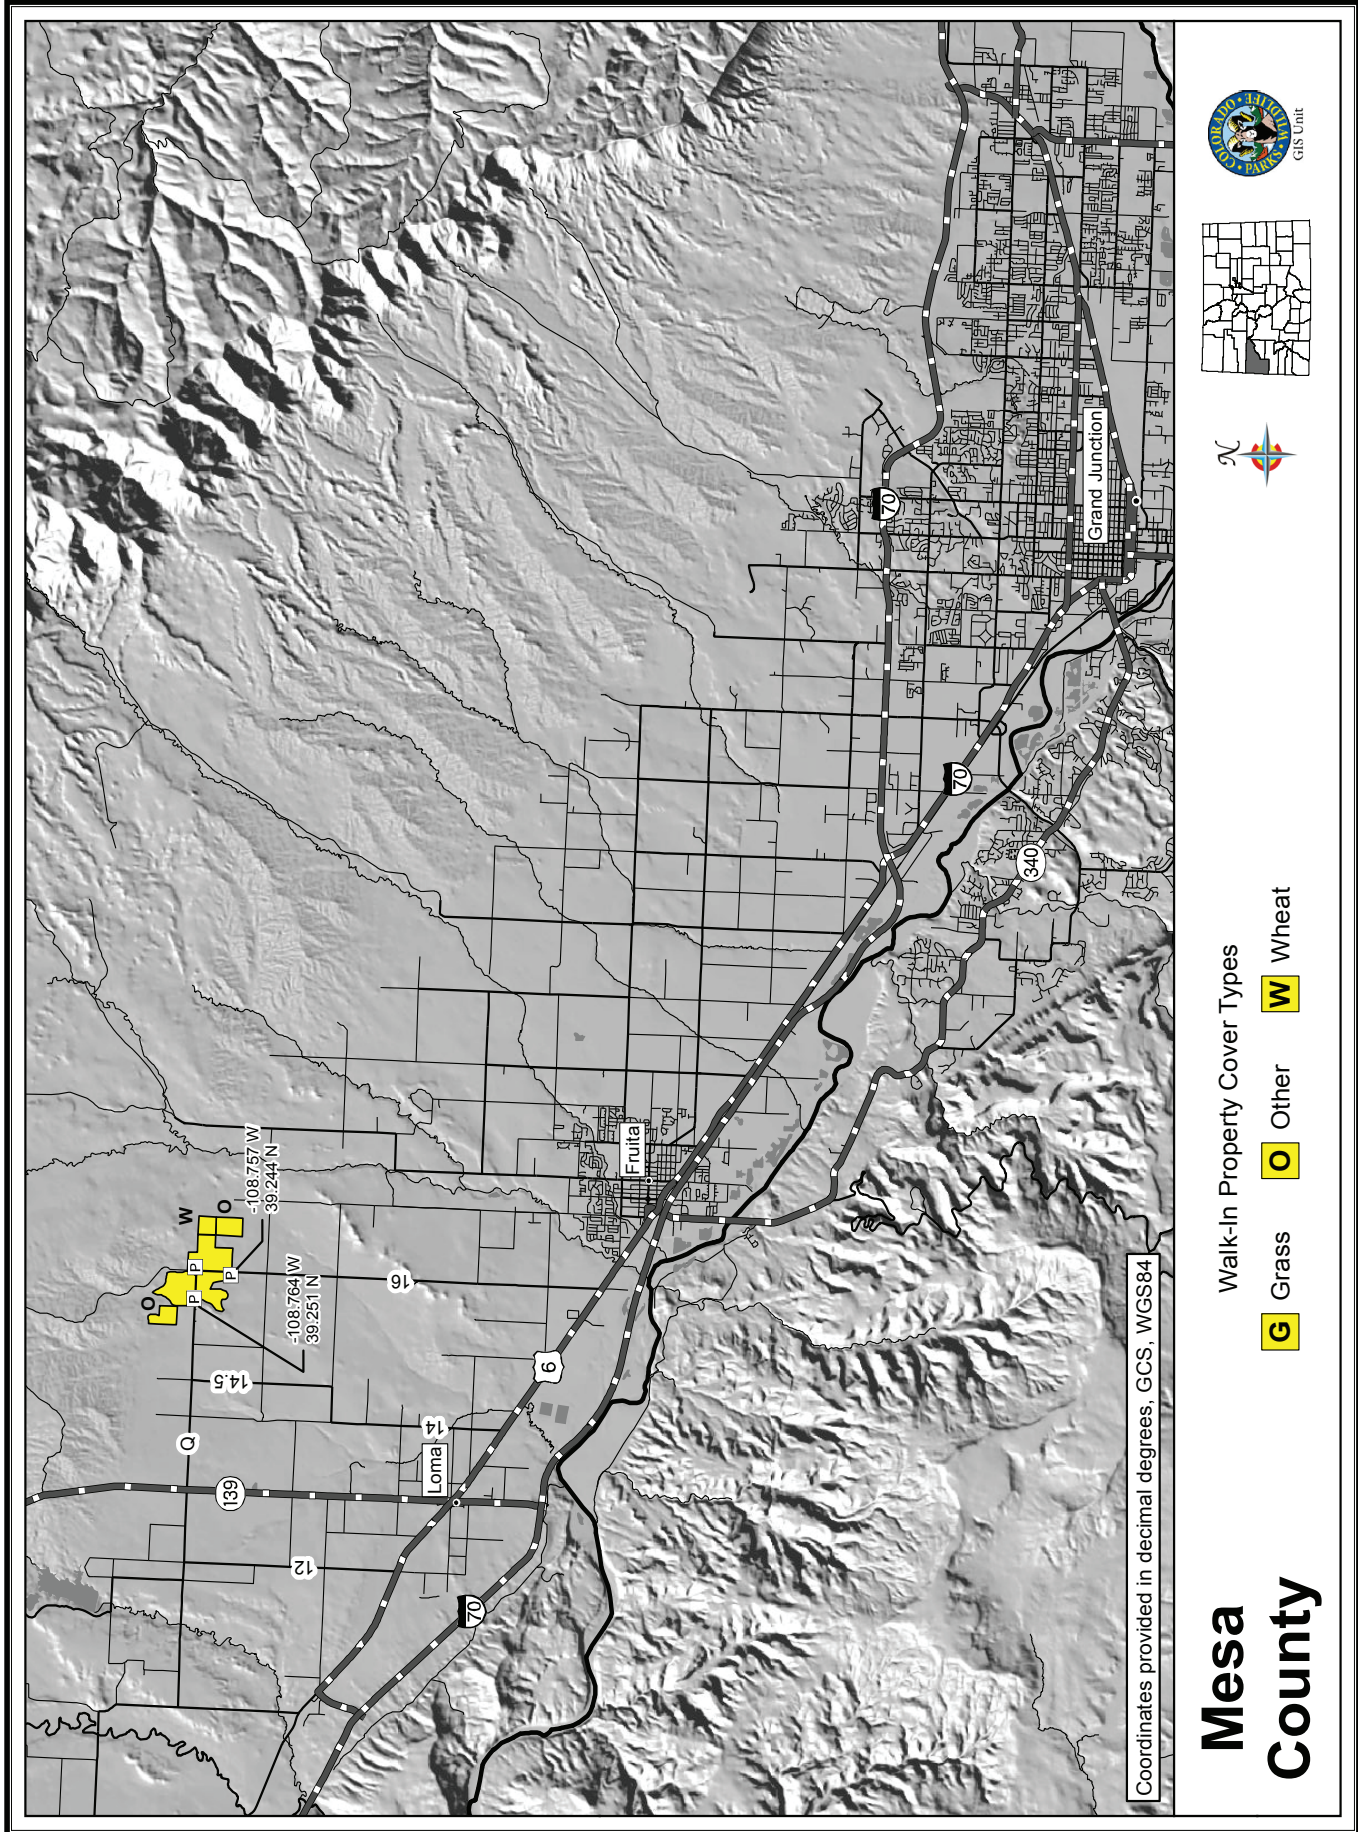 Mesa
County
Walk-In Property Cover Types
G Grass
O Other
W Wheat
N
COLORADO • PARKS • WILDLIFE •
GIS Unit
Coordinates provided in decimal degrees, GCS, WGS84
139
Q
14.5
12
14
Loma
70
6
16
O
W
O
P
P
P
-108.764 W
39.251 N
-108.757 W
39.244 N
Fruita
340
70
70
Grand Junction